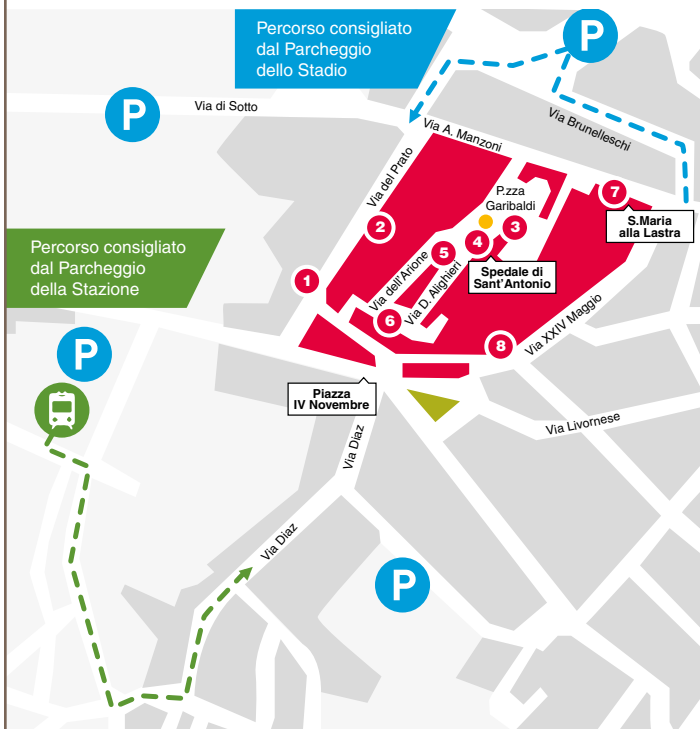 Percorso consigliato
dal Parcheggio
dello Stadio
P
P
Via di Sotto
Via A. Manzoni
Via Brunelleschi
Via del Prato
P.zza
Garibaldi
7
S.Maria
alla Lastra
2
3
4
5
Spedale di
Sant'Antonio
Percorso consigliato
dal Parcheggio
della Stazione
1
Via dell'Arione
Via D. Alighieri
6
8
Via XXIV Maggio
P
Piazza
IV Novembre
Via Livornese
Via Diaz
Via Diaz
P